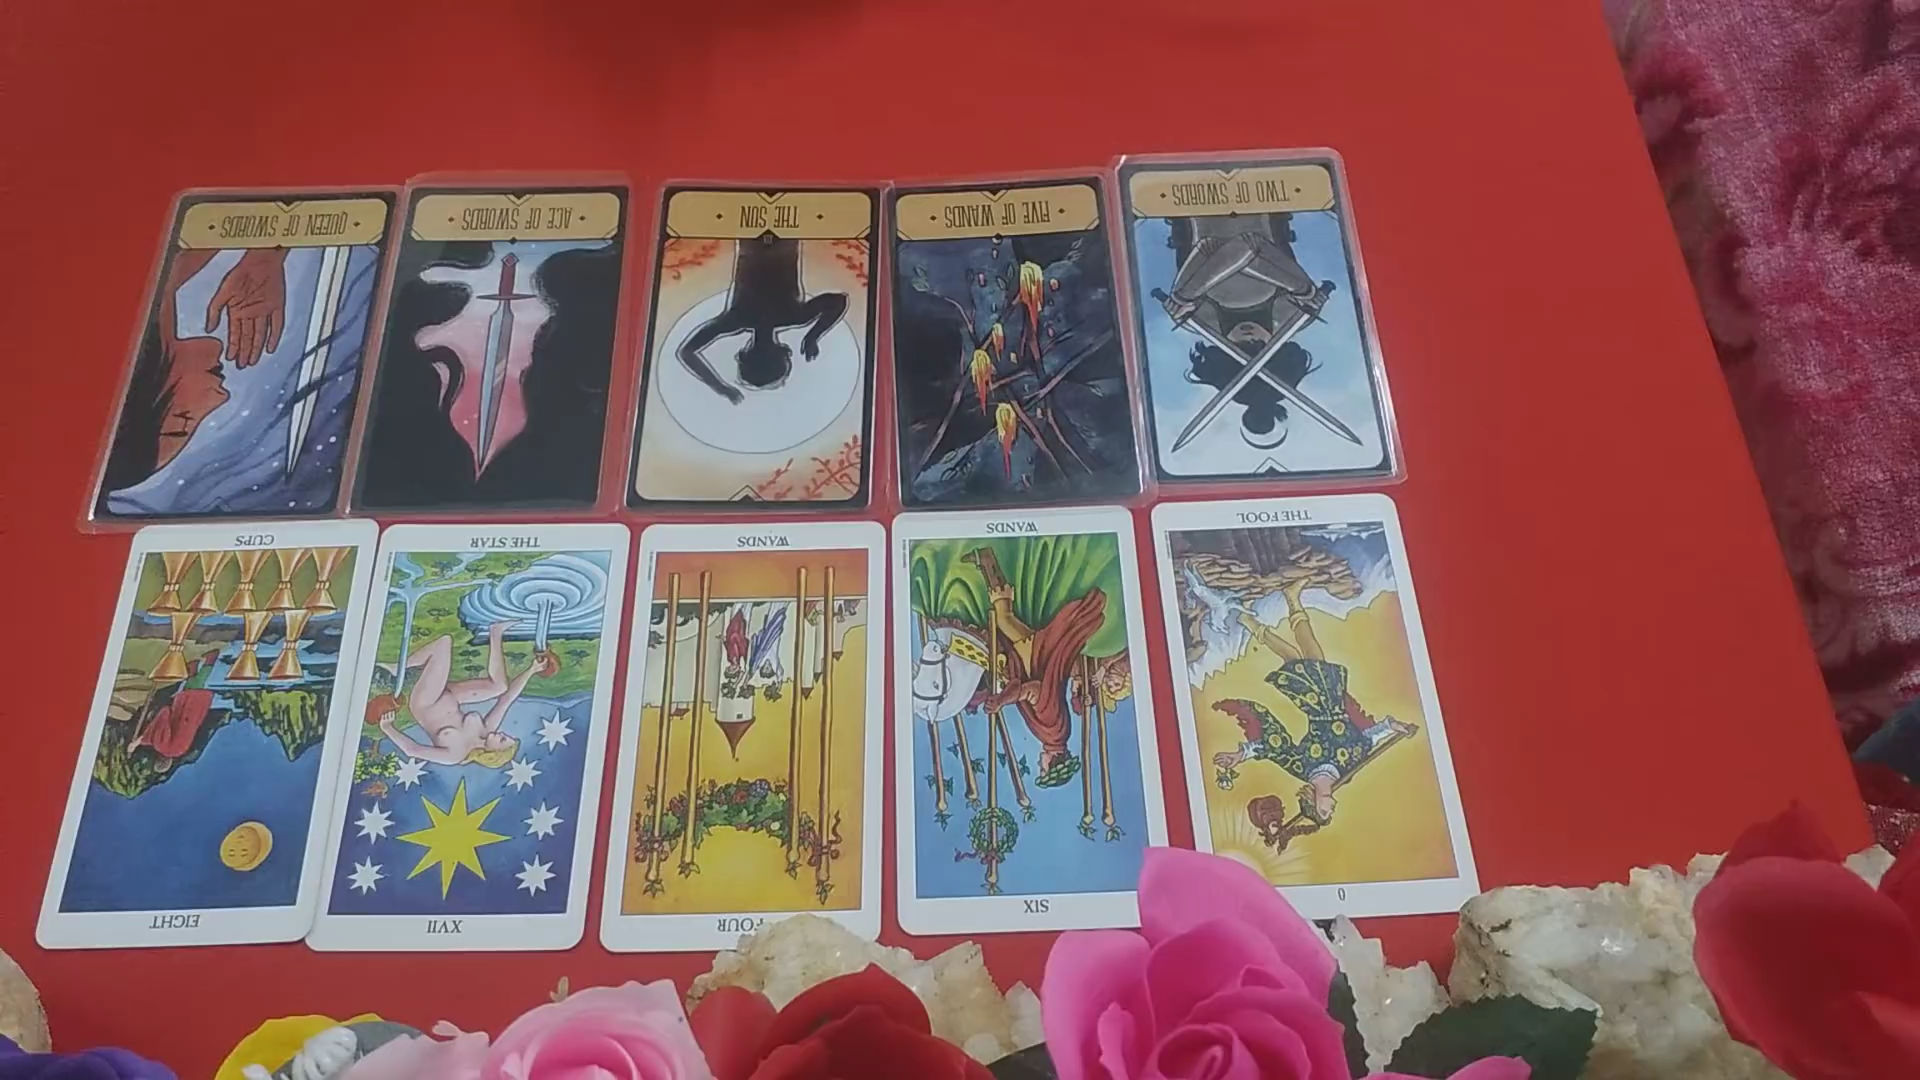 QUEEN OF SWORDS
ACE OF SWORDS
THE SUN
FIVE OF WANDS
TWO OF SWORDS
CUPS
EIGHT
THE STAR
XVII
WANDS
FOUR
WANDS
SIX
THE FOOL
0